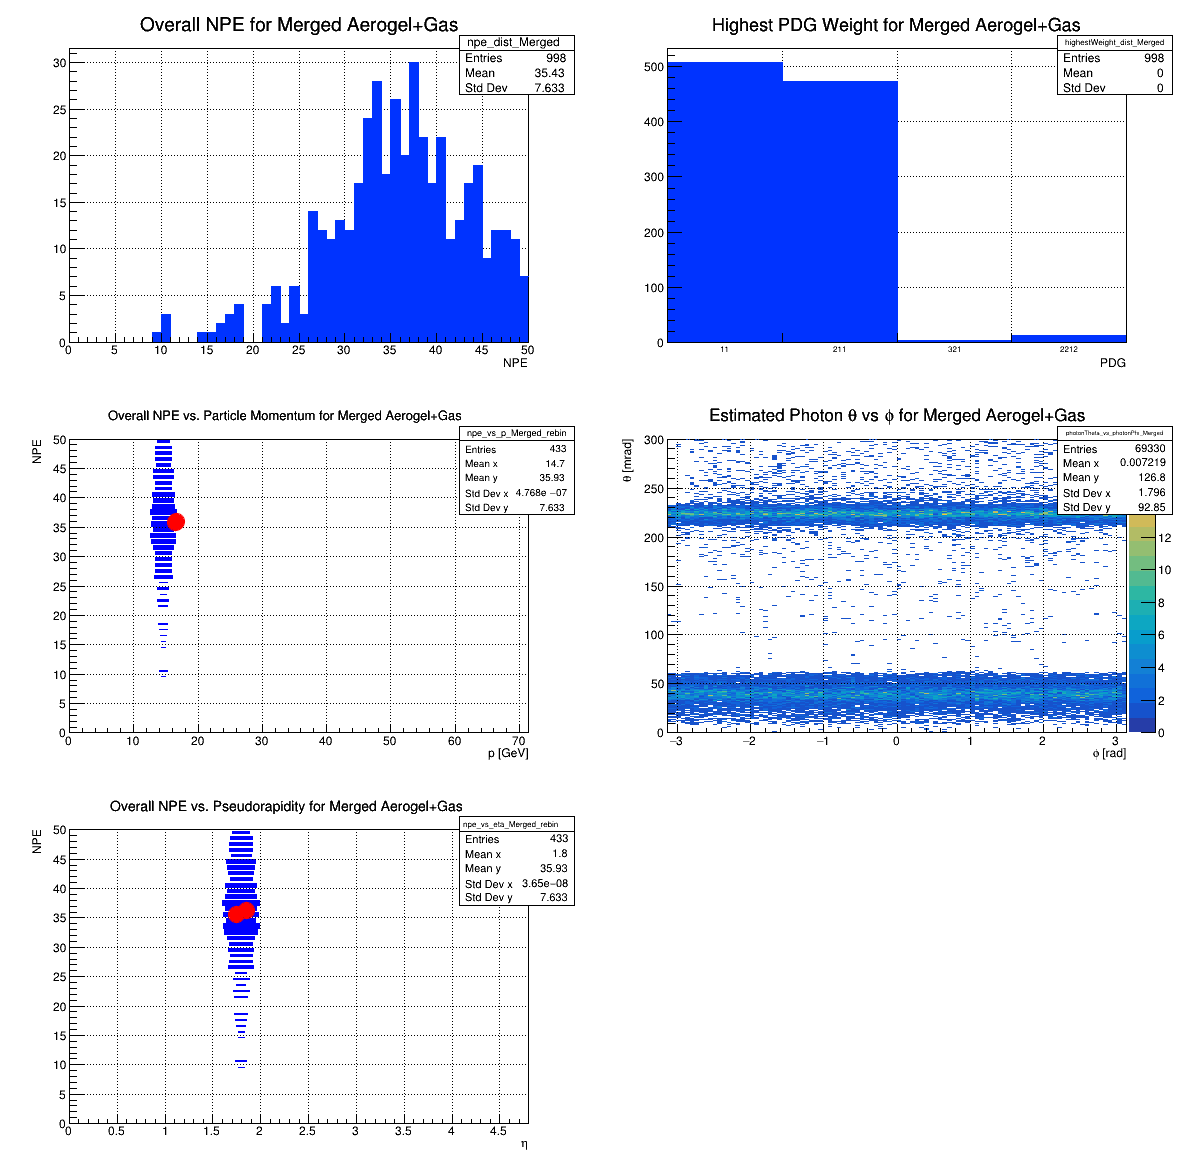 Overall NPE for Merged Aerogel+Gas
npe_dist_Merged
Entries 998
Mean 35.43
Std Dev 7.633
30
25
20
15
10
5
0
0 5 10 15 20 25 30 35 40 45 50
NPE
Highest PDG Weight for Merged Aerogel+Gas
highestWeight_dist_Merged
Entries 998
Mean 0
Std Dev 0
500
400
300
200
100
0
11 211 321 2212
PDG
Overall NPE vs. Particle Momentum for Merged Aerogel+Gas
npe_vs_p_Merged_rebin
Entries 433
Mean x 14.7
Mean y 35.93
Std Dev x 4.768e −07
Std Dev y 7.633
NPE
50
45
40
35
30
25
20
15
10
5
0
0 10 20 30 40 50 60 70
p [GeV]
Estimated Photon θ vs ϕ for Merged Aerogel+Gas
photonTheta_vs_photonPhi_Merged
Entries 69330
Mean x 0.007219
Mean y 126.8
Std Dev x 1.796
Std Dev y 92.85
θ [mrad]
300
250
200
150
100
50
0
−3 −2 −1 0 1 2 3
ϕ [rad]
12
10
8
6
4
2
0
Overall NPE vs. Pseudorapidity for Merged Aerogel+Gas
npe_vs_eta_Merged_rebin
Entries 433
Mean x 1.8
Mean y 35.93
Std Dev x 3.65e−08
Std Dev y 7.633
NPE
50
45
40
35
30
25
20
15
10
5
0
0 0.5 1 1.5 2 2.5 3 3.5 4 4.5
η